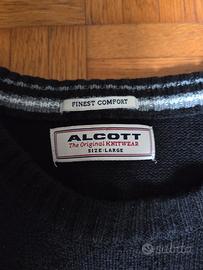 FINEST COMFORT
ALCOTT
The Original KNITWEAR
SIZE-LARGE
subito